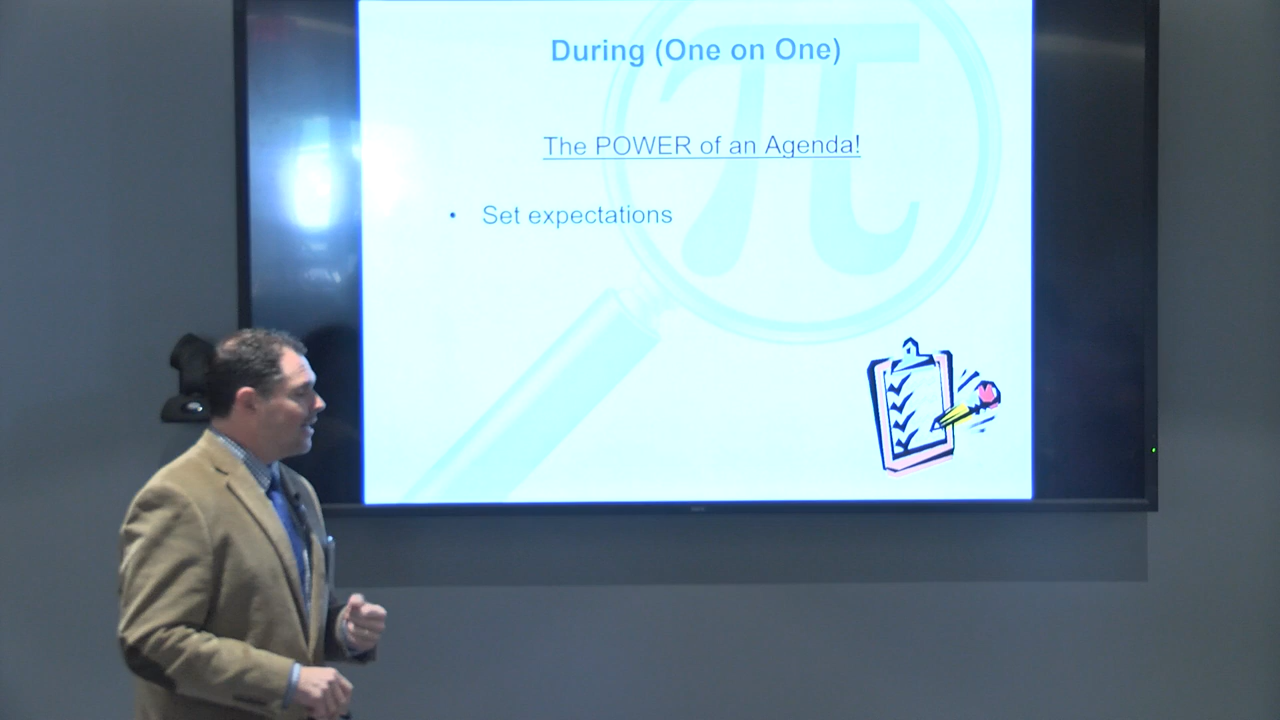 During (One on One)
The POWER of an Agenda!
• Set expectations